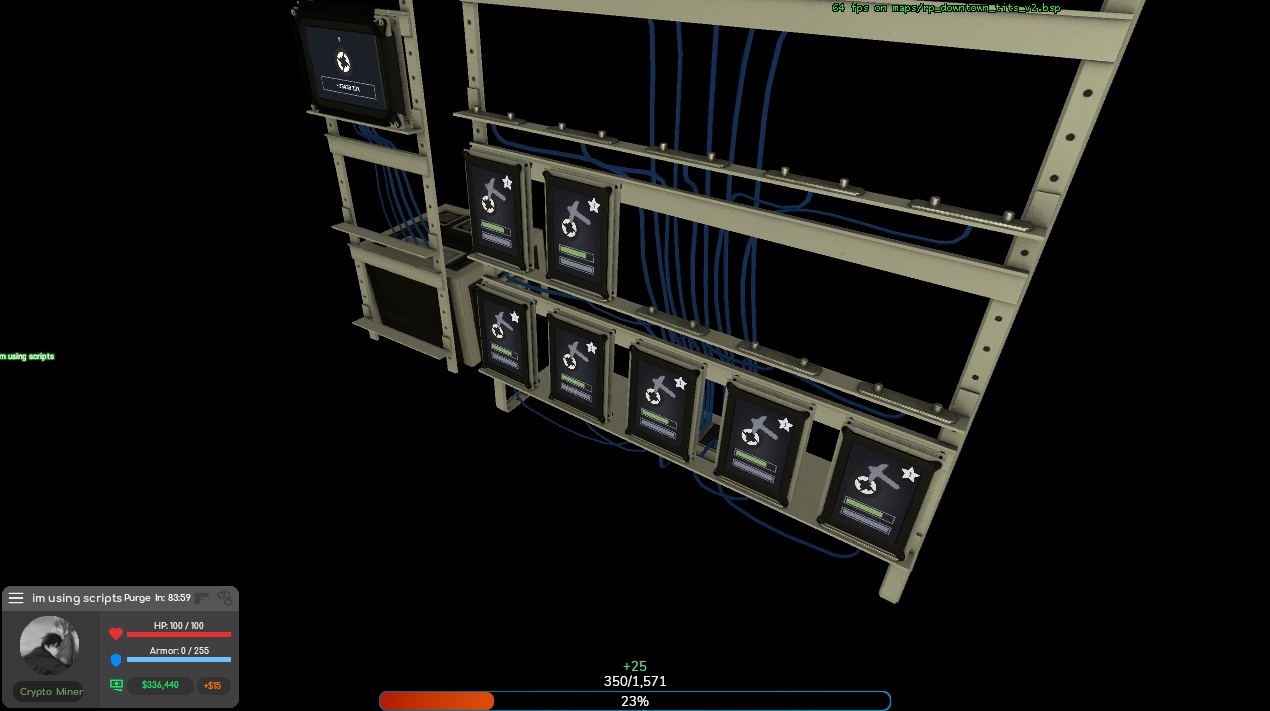 64 fps on maps/rp_downtown_tits_v2.bsp
m using scripts
im using scripts Purge In: 83:59
HP: 100 / 100
Armor: 0 / 255
$336,440 +$15
Crypto Miner
+25
350/1,571
23%